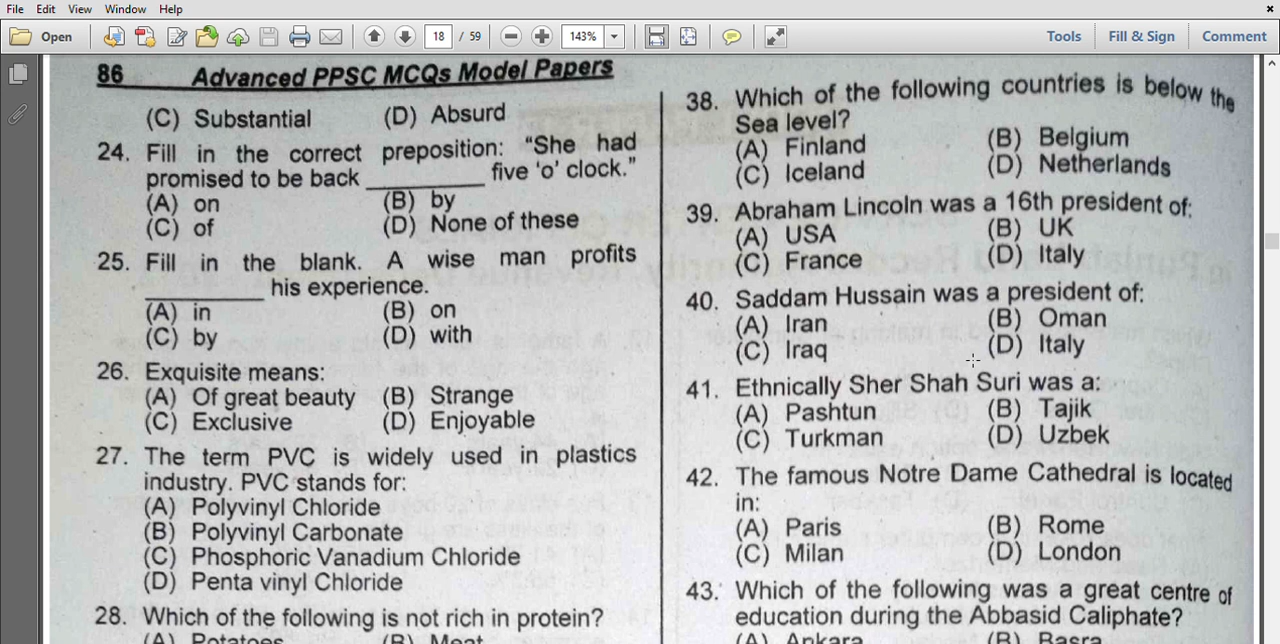 File Edit View Window Help
Open 18 / 59 143% Tools Fill & Sign Comment
86 Advanced PPSC MCQs Model Papers
(C) Substantial (D) Absurd
24. Fill in the correct preposition: "She had
promised to be back __________ five 'o' clock."
(A) on (B) by
(C) of (D) None of these
25. Fill in the blank. A wise man profits
__________ his experience.
(A) in (B) on
(C) by (D) with
26. Exquisite means:
(A) Of great beauty (B) Strange
(C) Exclusive (D) Enjoyable
27. The term PVC is widely used in plastics
industry. PVC stands for:
(A) Polyvinyl Chloride
(B) Polyvinyl Carbonate
(C) Phosphoric Vanadium Chloride
(D) Penta vinyl Chloride
28. Which of the following is not rich in protein?
(A) Potatoes (B) Meat
38. Which of the following countries is below the
Sea level?
(A) Finland (B) Belgium
(C) Iceland (D) Netherlands
39. Abraham Lincoln was a 16th president of:
(A) USA (B) UK
(C) France (D) Italy
40. Saddam Hussain was a president of:
(A) Iran (B) Oman
(C) Iraq (D) Italy
41. Ethnically Sher Shah Suri was a:
(A) Pashtun (B) Tajik
(C) Turkman (D) Uzbek
42. The famous Notre Dame Cathedral is located
in:
(A) Paris (B) Rome
(C) Milan (D) London
43. Which of the following was a great centre of
education during the Abbasid Caliphate?
(A) Ankara (B) Basra